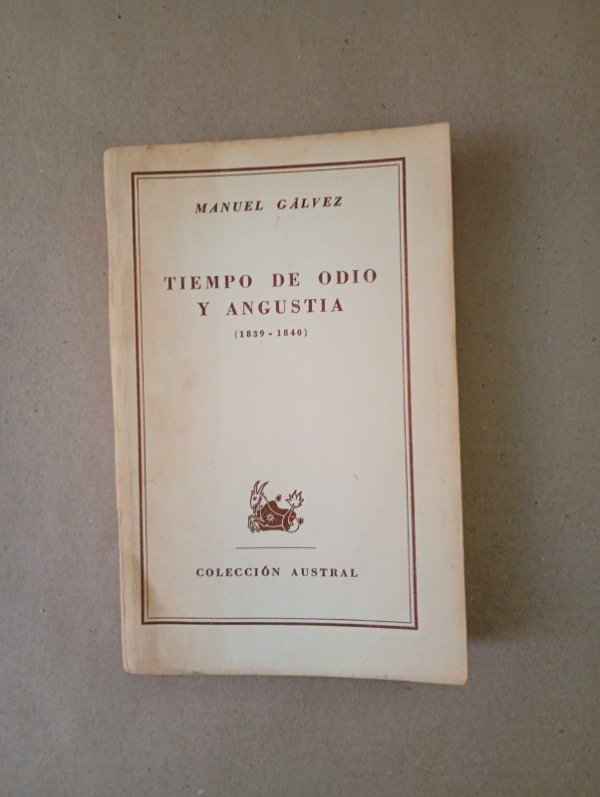 MANUEL GÁLVEZ
TIEMPO DE ODIO
Y ANGUSTIA
(1839 - 1840)
COLECCIÓN AUSTRAL